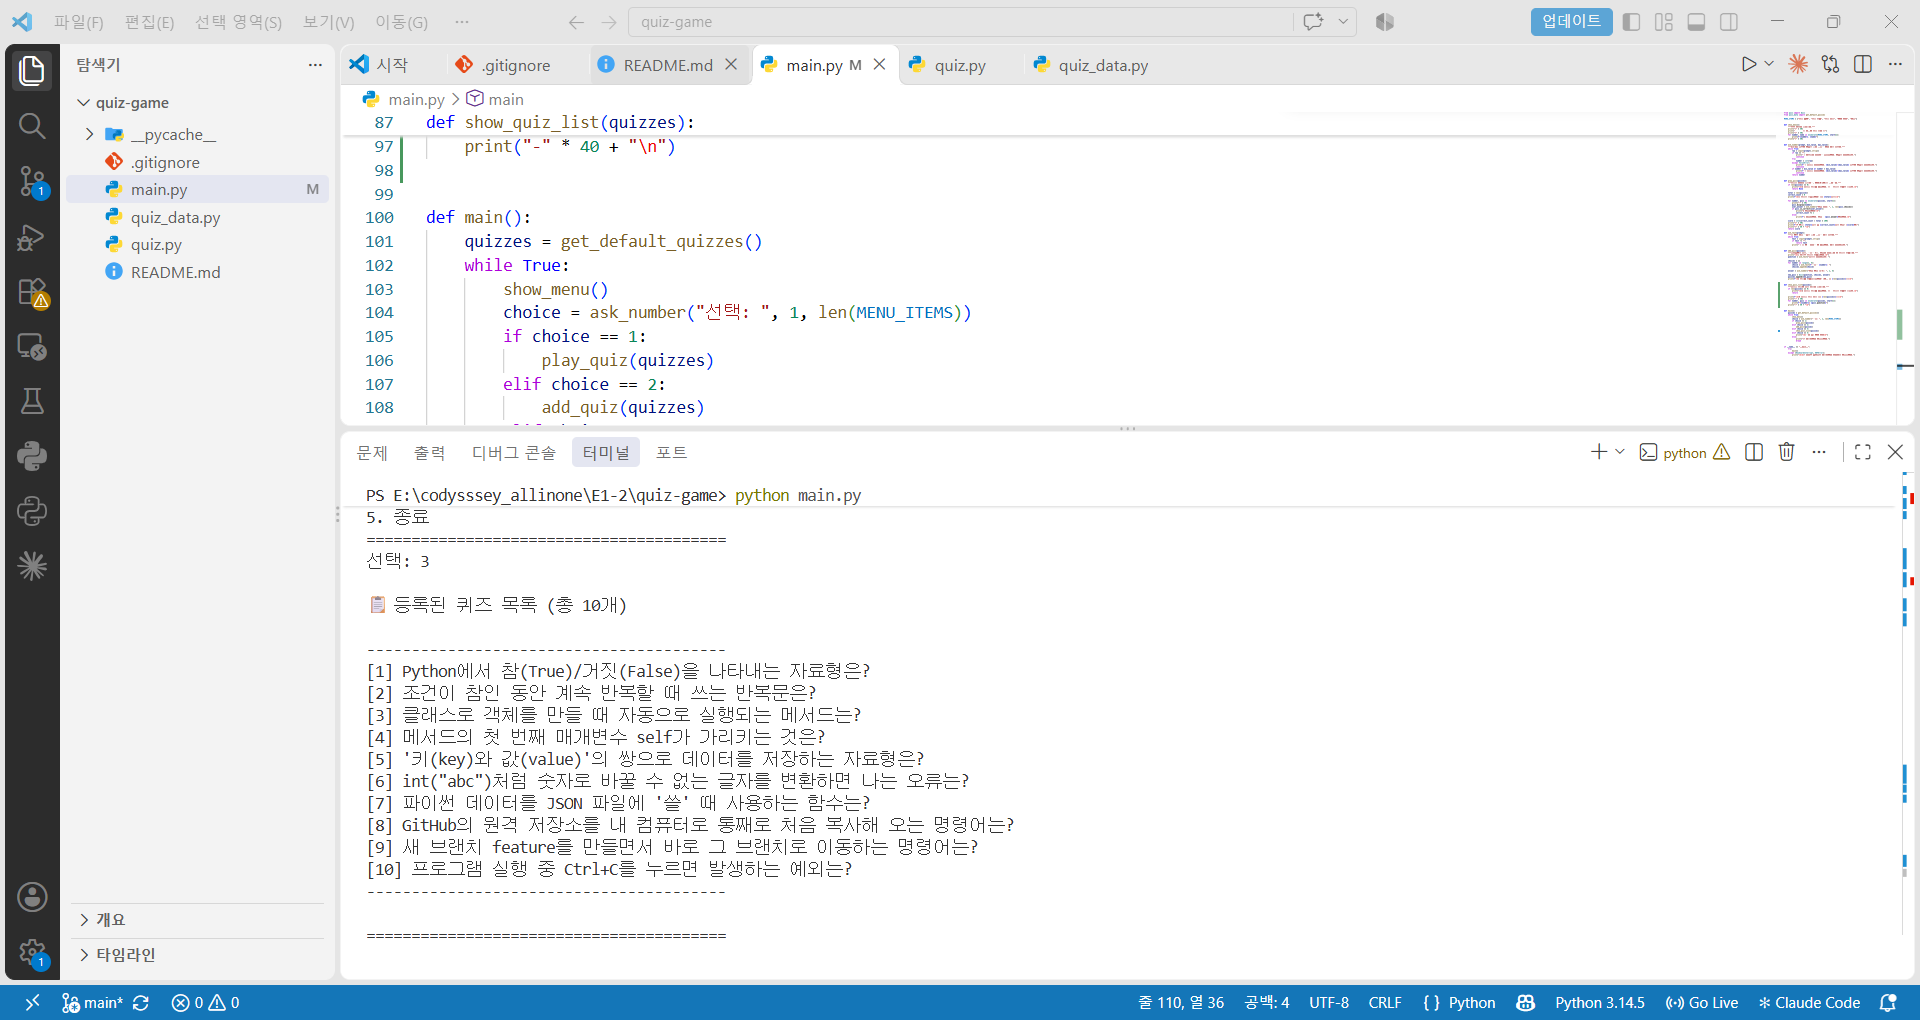 파일(F) 편집(E) 선택 영역(S) 보기(V) 이동(G) ··· quiz-game 업데이트
탐색기 ···
시작 .gitignore README.md main.py M quiz.py quiz_data.py
quiz-game
__pycache__
.gitignore
main.py M
quiz_data.py
quiz.py
README.md
개요
타임라인
main.py > main
87 def show_quiz_list(quizzes):
97 print("-" * 40 + "\n")
98
99
100 def main():
101 quizzes = get_default_quizzes()
102 while True:
103 show_menu()
104 choice = ask_number("선택: ", 1, len(MENU_ITEMS))
105 if choice == 1:
106 play_quiz(quizzes)
107 elif choice == 2:
108 add_quiz(quizzes)
문제 출력 디버그 콘솔 터미널 포트 python
PS E:\codysssey_allinone\E1-2\quiz-game> python main.py
5. 종료
========================================
선택: 3
📋 등록된 퀴즈 목록 (총 10개)
----------------------------------------
[1] Python에서 참(True)/거짓(False)을 나타내는 자료형은?
[2] 조건이 참인 동안 계속 반복할 때 쓰는 반복문은?
[3] 클래스로 객체를 만들 때 자동으로 실행되는 메서드는?
[4] 메서드의 첫 번째 매개변수 self가 가리키는 것은?
[5] '키(key)와 값(value)'의 쌍으로 데이터를 저장하는 자료형은?
[6] int("abc")처럼 숫자로 바꿀 수 없는 글자를 변환하면 나는 오류는?
[7] 파이썬 데이터를 JSON 파일에 '쓸' 때 사용하는 함수는?
[8] GitHub의 원격 저장소를 내 컴퓨터로 통째로 처음 복사해 오는 명령어는?
[9] 새 브랜치 feature를 만들면서 바로 그 브랜치로 이동하는 명령어는?
[10] 프로그램 실행 중 Ctrl+C를 누르면 발생하는 예외는?
----------------------------------------
========================================
1
1
main* 0 0 줄 110, 열 36 공백: 4 UTF-8 CRLF { } Python Python 3.14.5 Go Live Claude Code